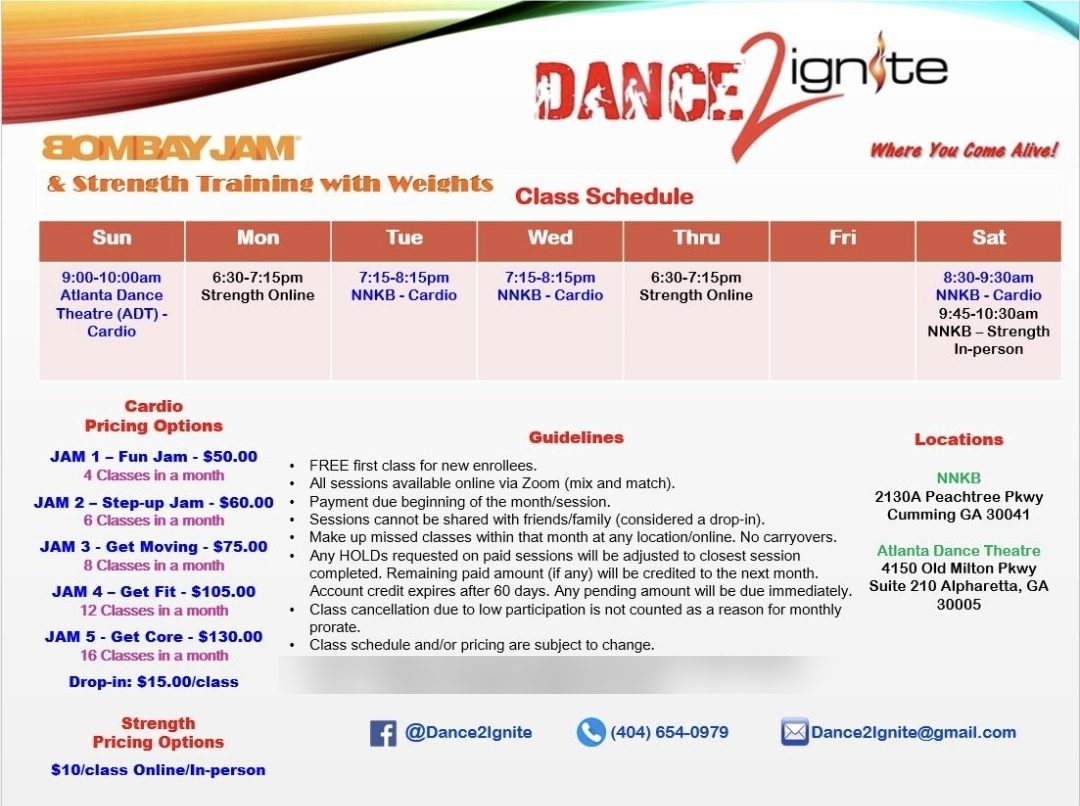 DANCE2ignite
Where You Come Alive!
BOMBAY JAM®
& Strength Training with Weights
Class Schedule
Sun Mon Tue Wed Thru Fri Sat
9:00-10:00am
Atlanta Dance
Theatre (ADT) -
Cardio
6:30-7:15pm
Strength Online
7:15-8:15pm
NNKB - Cardio
7:15-8:15pm
NNKB - Cardio
6:30-7:15pm
Strength Online
8:30-9:30am
NNKB - Cardio
9:45-10:30am
NNKB – Strength
In-person
Cardio
Pricing Options
JAM 1 – Fun Jam - $50.00
4 Classes in a month
JAM 2 – Step-up Jam - $60.00
6 Classes in a month
JAM 3 - Get Moving - $75.00
8 Classes in a month
JAM 4 – Get Fit - $105.00
12 Classes in a month
JAM 5 - Get Core - $130.00
16 Classes in a month
Drop-in: $15.00/class
Strength
Pricing Options
$10/class Online/In-person
Guidelines
• FREE first class for new enrollees.
• All sessions available online via Zoom (mix and match).
• Payment due beginning of the month/session.
• Sessions cannot be shared with friends/family (considered a drop-in).
• Make up missed classes within that month at any location/online. No carryovers.
• Any HOLDs requested on paid sessions will be adjusted to closest session
completed. Remaining paid amount (if any) will be credited to the next month.
Account credit expires after 60 days. Any pending amount will be due immediately.
• Class cancellation due to low participation is not counted as a reason for monthly
prorate.
• Class schedule and/or pricing are subject to change.
Locations
NNKB
2130A Peachtree Pkwy
Cumming GA 30041
Atlanta Dance Theatre
4150 Old Milton Pkwy
Suite 210 Alpharetta, GA
30005
@Dance2Ignite
(404) 654-0979
Dance2Ignite@gmail.com